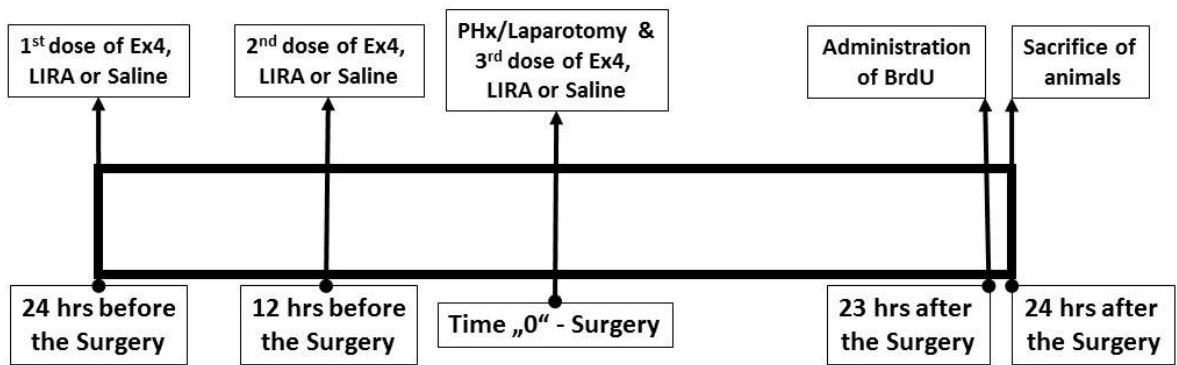 1st dose of Ex4,
LIRA or Saline
2nd dose of Ex4,
LIRA or Saline
PHx/Laparotomy &
3rd dose of Ex4,
LIRA or Saline
Administration
of BrdU
Sacrifice of
animals
24 hrs before
the Surgery
12 hrs before
the Surgery
Time „0“ - Surgery
23 hrs after
the Surgery
24 hrs after
the Surgery